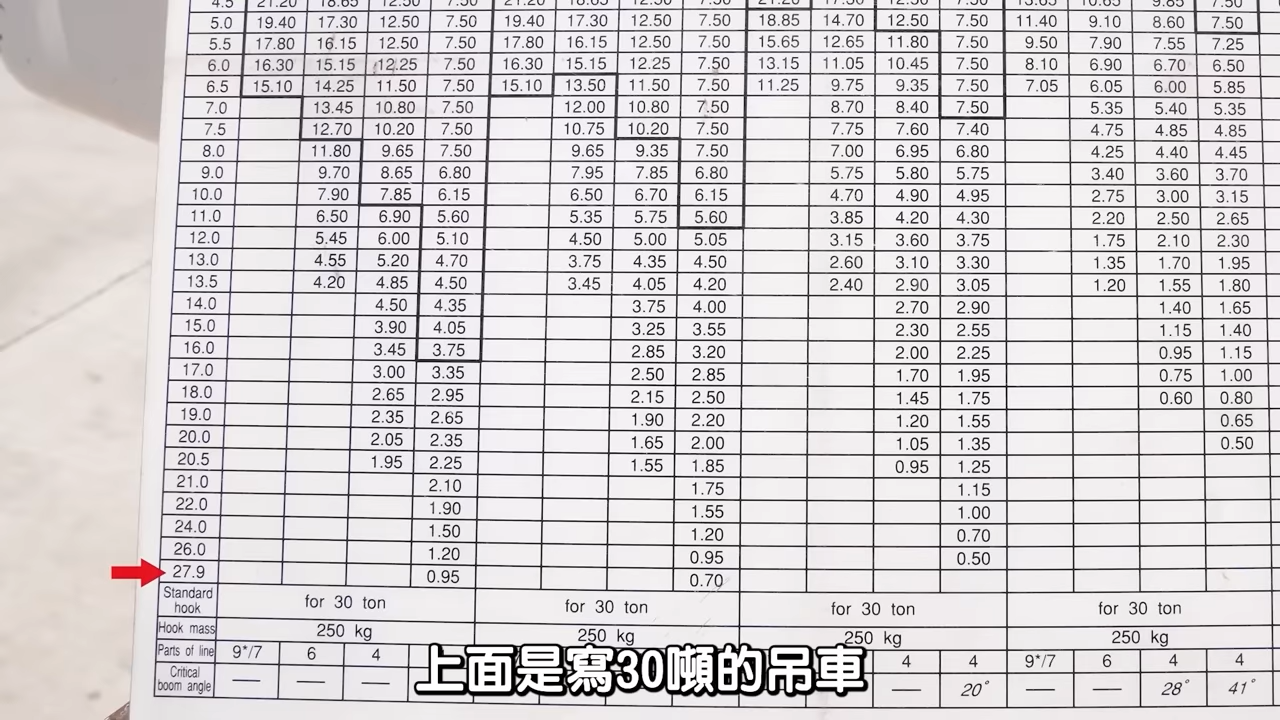 5.0 19.40 17.30 12.50 7.50 19.40 17.30 12.50 7.50 18.85 14.70 12.50 7.50 11.40 9.10 8.60 7.50
5.5 17.80 16.15 12.50 7.50 17.80 16.15 12.50 7.50 15.65 12.65 11.80 7.50 9.50 7.90 7.55 7.25
6.0 16.30 15.15 12.25 7.50 16.30 15.15 12.25 7.50 13.15 11.05 10.45 7.50 8.10 6.90 6.70 6.50
6.5 15.10 14.25 11.50 7.50 15.10 13.50 11.50 7.50 11.25 9.75 9.35 7.50 7.05 6.05 6.00 5.85
7.0 13.45 10.80 7.50 12.00 10.80 7.50 8.70 8.40 7.50 5.35 5.40 5.35
7.5 12.70 10.20 7.50 10.75 10.20 7.50 7.75 7.60 7.40 4.75 4.85 4.85
8.0 11.80 9.65 7.50 9.65 9.35 7.50 7.00 6.95 6.80 4.25 4.40 4.45
9.0 9.70 8.65 6.80 7.95 7.85 6.80 5.75 5.80 5.75 3.40 3.60 3.70
10.0 7.90 7.85 6.15 6.50 6.70 6.15 4.70 4.90 4.95 2.75 3.00 3.15
11.0 6.50 6.90 5.60 5.35 5.75 5.60 3.85 4.20 4.30 2.20 2.50 2.65
12.0 5.45 6.00 5.10 4.50 5.00 5.05 3.15 3.60 3.75 1.75 2.10 2.30
13.0 4.55 5.20 4.70 3.75 4.35 4.50 2.60 3.10 3.30 1.35 1.70 1.95
13.5 4.20 4.85 4.50 3.45 4.05 4.20 2.40 2.90 3.05 1.20 1.55 1.80
14.0 4.50 4.35 3.75 4.00 2.70 2.90 1.40 1.65
15.0 3.90 4.05 3.25 3.55 2.30 2.55 1.15 1.40
16.0 3.45 3.75 2.85 3.20 2.00 2.25 0.95 1.15
17.0 3.00 3.35 2.50 2.85 1.70 1.95 0.75 1.00
18.0 2.65 2.95 2.15 2.50 1.45 1.75 0.60 0.80
19.0 2.35 2.65 1.90 2.20 1.20 1.55 0.65
20.0 2.05 2.35 1.65 2.00 1.05 1.35 0.50
20.5 1.95 2.25 1.55 1.85 0.95 1.25
21.0 2.10 1.75 1.15
22.0 1.90 1.55 1.00
24.0 1.50 1.20 0.70
26.0 1.20 0.95 0.50
27.9 0.95 0.70
Standard hook for 30 ton for 30 ton for 30 ton for 30 ton
Hook mass 250 kg 250 kg 250 kg 250 kg
Parts of line 9*/7 6 4 4 4 9*/7 6 4 4
Critical boom angle — — — — 20° — — 28° 41°
上面是寫30噸的吊車